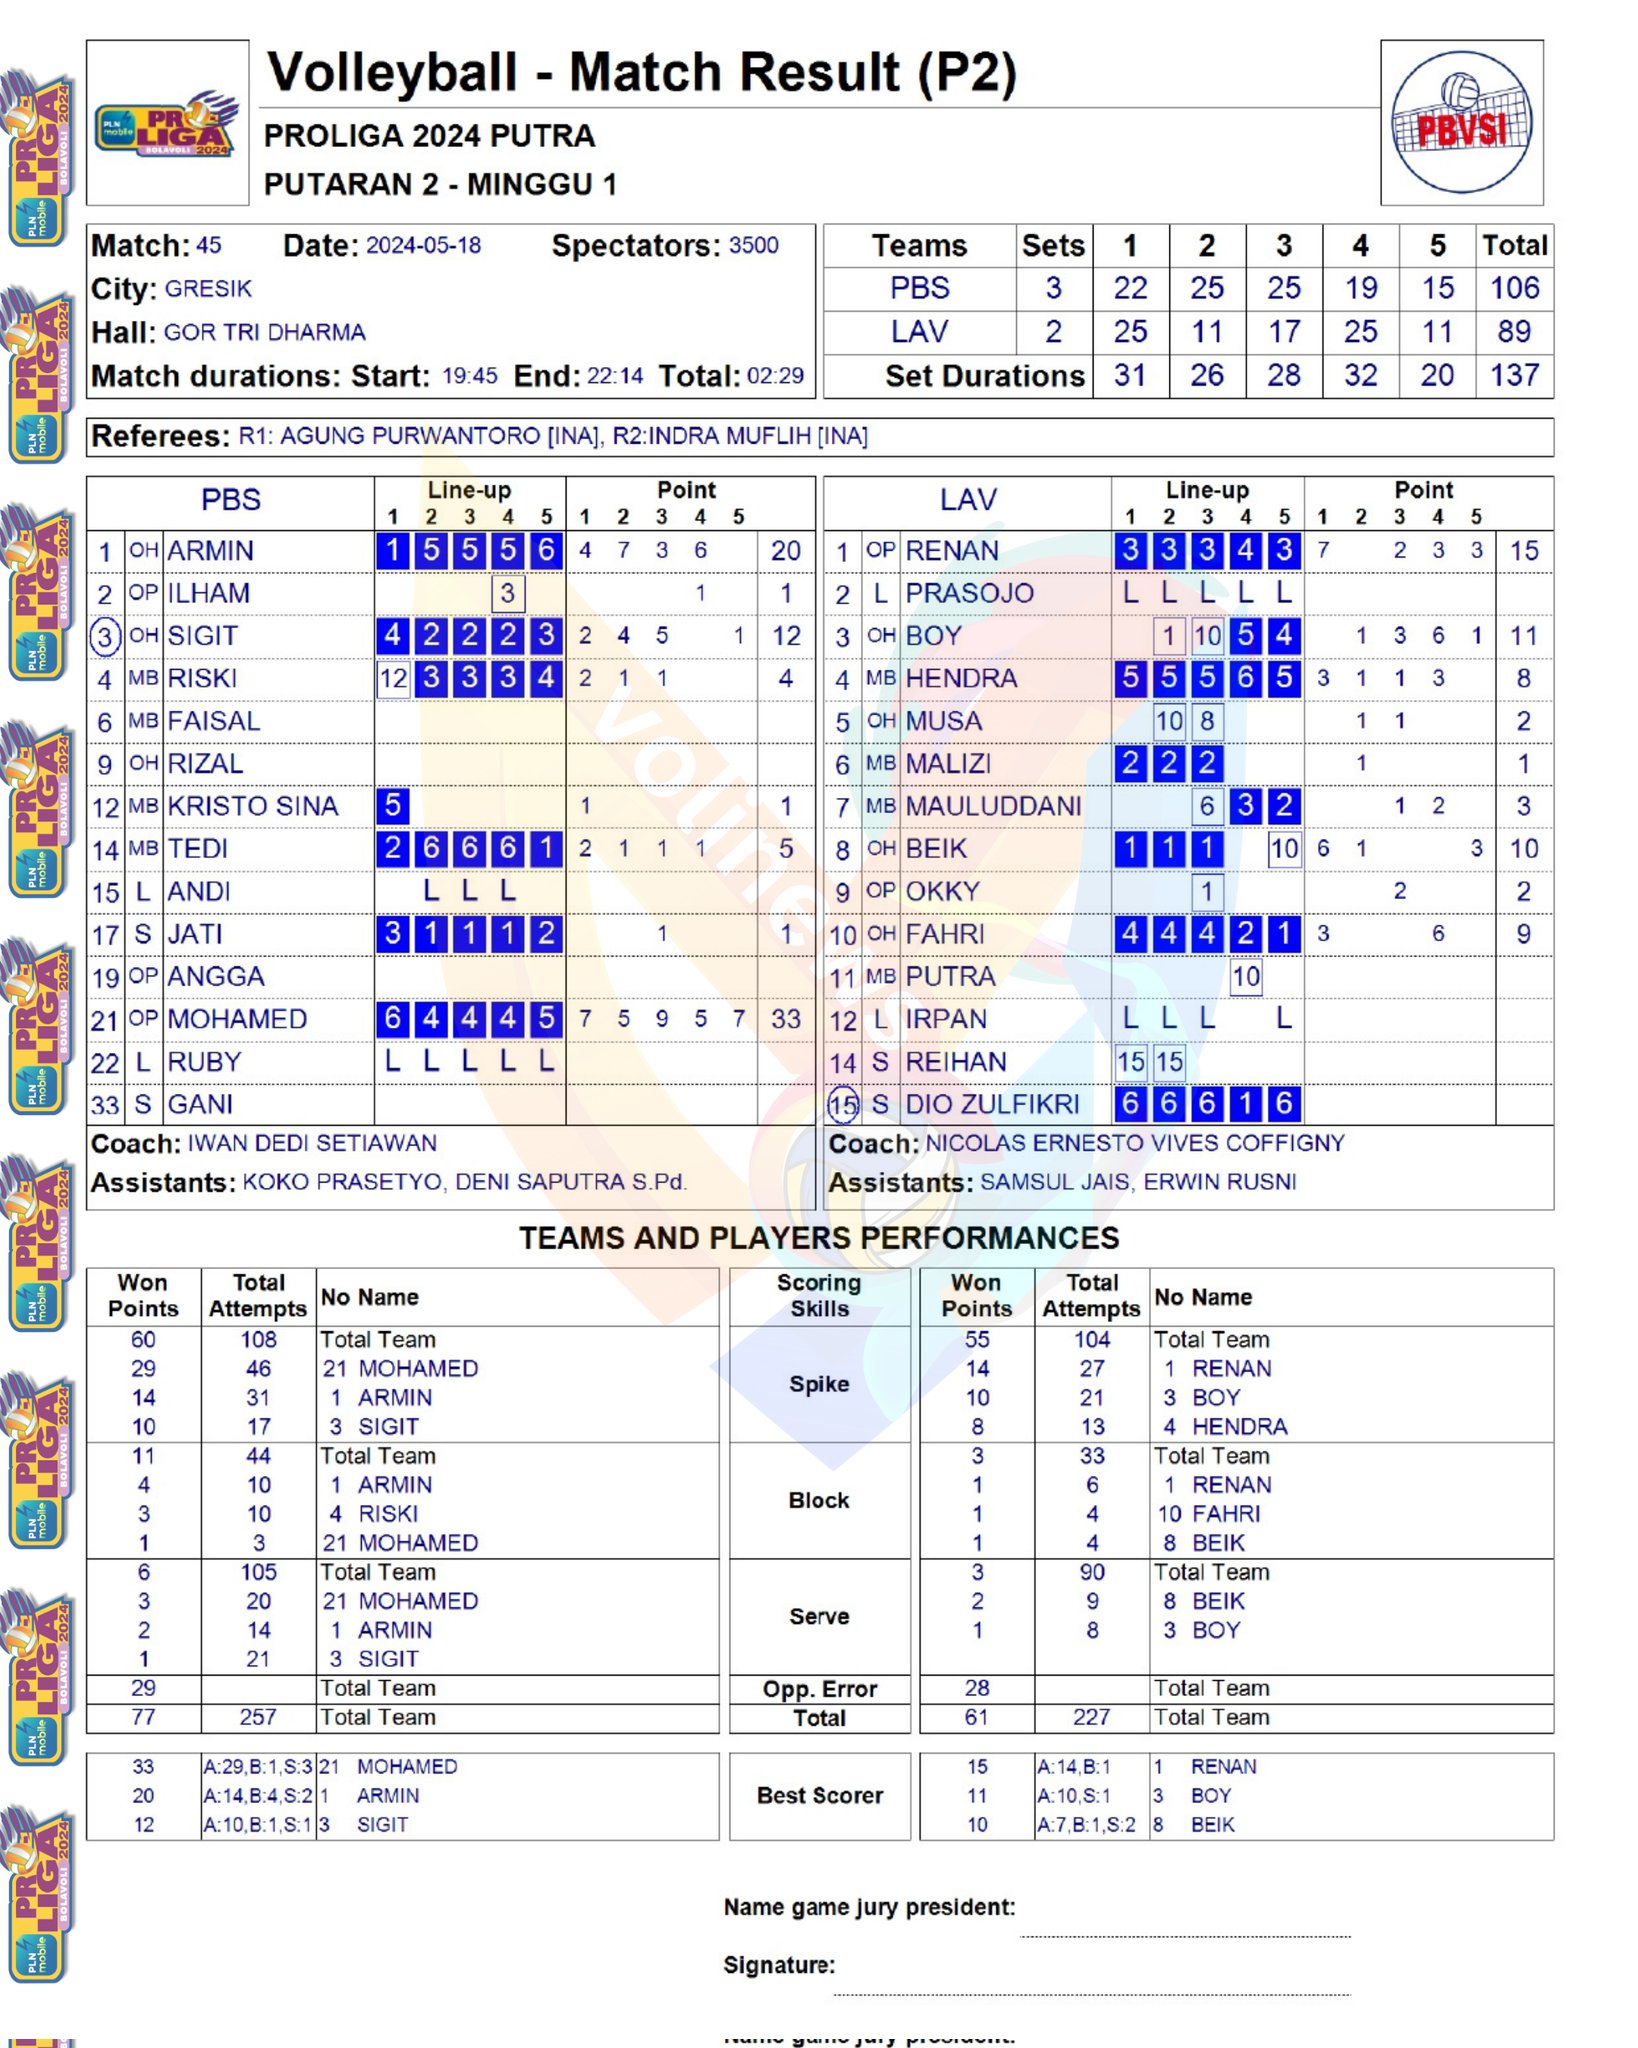 Volleyball - Match Result (P2)
PROLIGA 2024 PUTRA
PUTARAN 2 - MINGGU 1
PLN mobile PROLIGA BOLAVOLI 2024
PBVSI
Match: 45 Date: 2024-05-18 Spectators: 3500
City: GRESIK
Hall: GOR TRI DHARMA
Match durations: Start: 19:45 End: 22:14 Total: 02:29
Teams Sets 1 2 3 4 5 Total
PBS 3 22 25 25 19 15 106
LAV 2 25 11 17 25 11 89
Set Durations 31 26 28 32 20 137
Referees: R1: AGUNG PURWANTORO [INA], R2:INDRA MUFLIH [INA]
PBS Line-up Point
1 2 3 4 5 1 2 3 4 5
1 OH ARMIN 1 5 5 5 6 4 7 3 6 20
2 OP ILHAM 3 1 1
3 OH SIGIT 4 2 2 2 3 2 4 5 1 12
4 MB RISKI 12 3 3 3 4 2 1 1 4
6 MB FAISAL
9 OH RIZAL
12 MB KRISTO SINA 5 1 1
14 MB TEDI 2 6 6 6 1 2 1 1 1 5
15 L ANDI L L L
17 S JATI 3 1 1 1 2 1 1
19 OP ANGGA
21 OP MOHAMED 6 4 4 4 5 7 5 9 5 7 33
22 L RUBY L L L L L
33 S GANI
Coach: IWAN DEDI SETIAWAN
Assistants: KOKO PRASETYO, DENI SAPUTRA S.Pd.
LAV Line-up Point
1 2 3 4 5 1 2 3 4 5
1 OP RENAN 3 3 3 4 3 7 2 3 3 15
2 L PRASOJO L L L L L
3 OH BOY 1 10 5 4 1 3 6 1 11
4 MB HENDRA 5 5 5 6 5 3 1 1 3 8
5 OH MUSA 10 8 1 1 2
6 MB MALIZI 2 2 2 1 1
7 MB MAULUDDANI 6 3 2 1 2 3
8 OH BEIK 1 1 1 10 6 1 3 10
9 OP OKKY 1 2 2
10 OH FAHRI 4 4 4 2 1 3 6 9
11 MB PUTRA 10
12 L IRPAN L L L L
14 S REIHAN 15 15
15 S DIO ZULFIKRI 6 6 6 1 6
Coach: NICOLAS ERNESTO VIVES COFFIGNY
Assistants: SAMSUL JAIS, ERWIN RUSNI
volinews
TEAMS AND PLAYERS PERFORMANCES
Won Points Total Attempts No Name Scoring Skills Won Points Total Attempts No Name
60 108 Total Team Spike 55 104 Total Team
29 46 21 MOHAMED 14 27 1 RENAN
14 31 1 ARMIN 10 21 3 BOY
10 17 3 SIGIT 8 13 4 HENDRA
11 44 Total Team Block 3 33 Total Team
4 10 1 ARMIN 1 6 1 RENAN
3 10 4 RISKI 1 4 10 FAHRI
1 3 21 MOHAMED 1 4 8 BEIK
6 105 Total Team Serve 3 90 Total Team
3 20 21 MOHAMED 2 9 8 BEIK
2 14 1 ARMIN 1 8 3 BOY
1 21 3 SIGIT
29 Total Team Opp. Error 28 Total Team
77 257 Total Team Total 61 227 Total Team
33 A:29,B:1,S:3 21 MOHAMED Best Scorer 15 A:14,B:1 1 RENAN
20 A:14,B:4,S:2 1 ARMIN 11 A:10,S:1 3 BOY
12 A:10,B:1,S:1 3 SIGIT 10 A:7,B:1,S:2 8 BEIK
Name game jury president:
Signature:
Name game jury president: